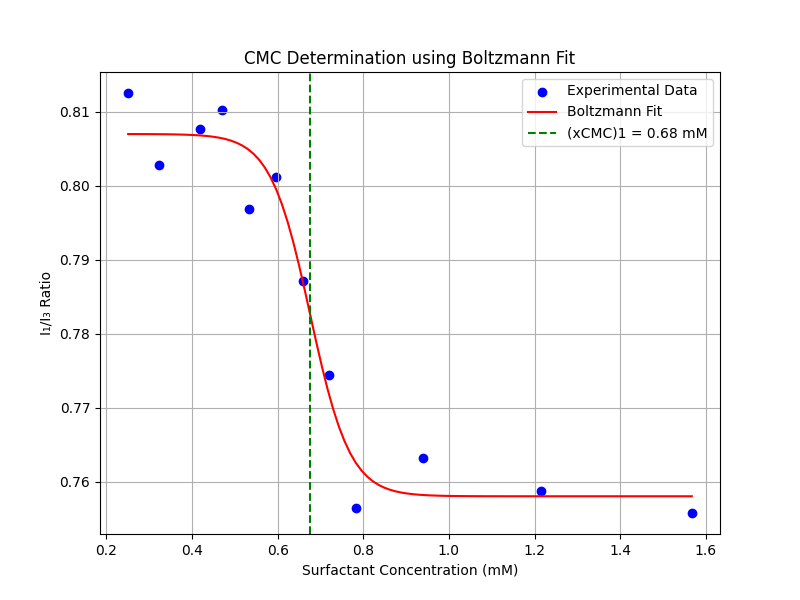 CMC Determination using Boltzmann Fit
Experimental Data
Boltzmann Fit
(xCMC)1 = 0.68 mM
0.81
0.80
0.79
0.78
0.77
0.76
I₁/I₃ Ratio
0.2 0.4 0.6 0.8 1.0 1.2 1.4 1.6
Surfactant Concentration (mM)